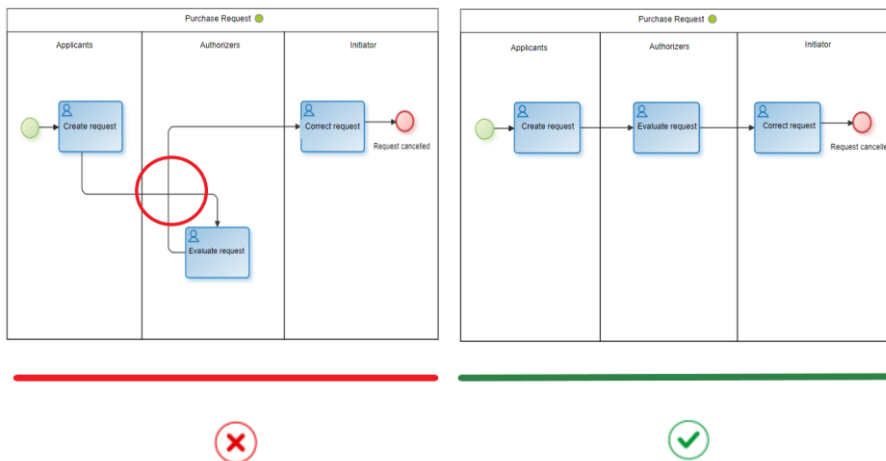 Purchase Request
Applicants
Authorizers
Initiator
Create request
Correct request
Request cancelled
Evaluate request
Purchase Request
Applicants
Authorizers
Initiator
Create request
Evaluate request
Correct request
Request cancelle